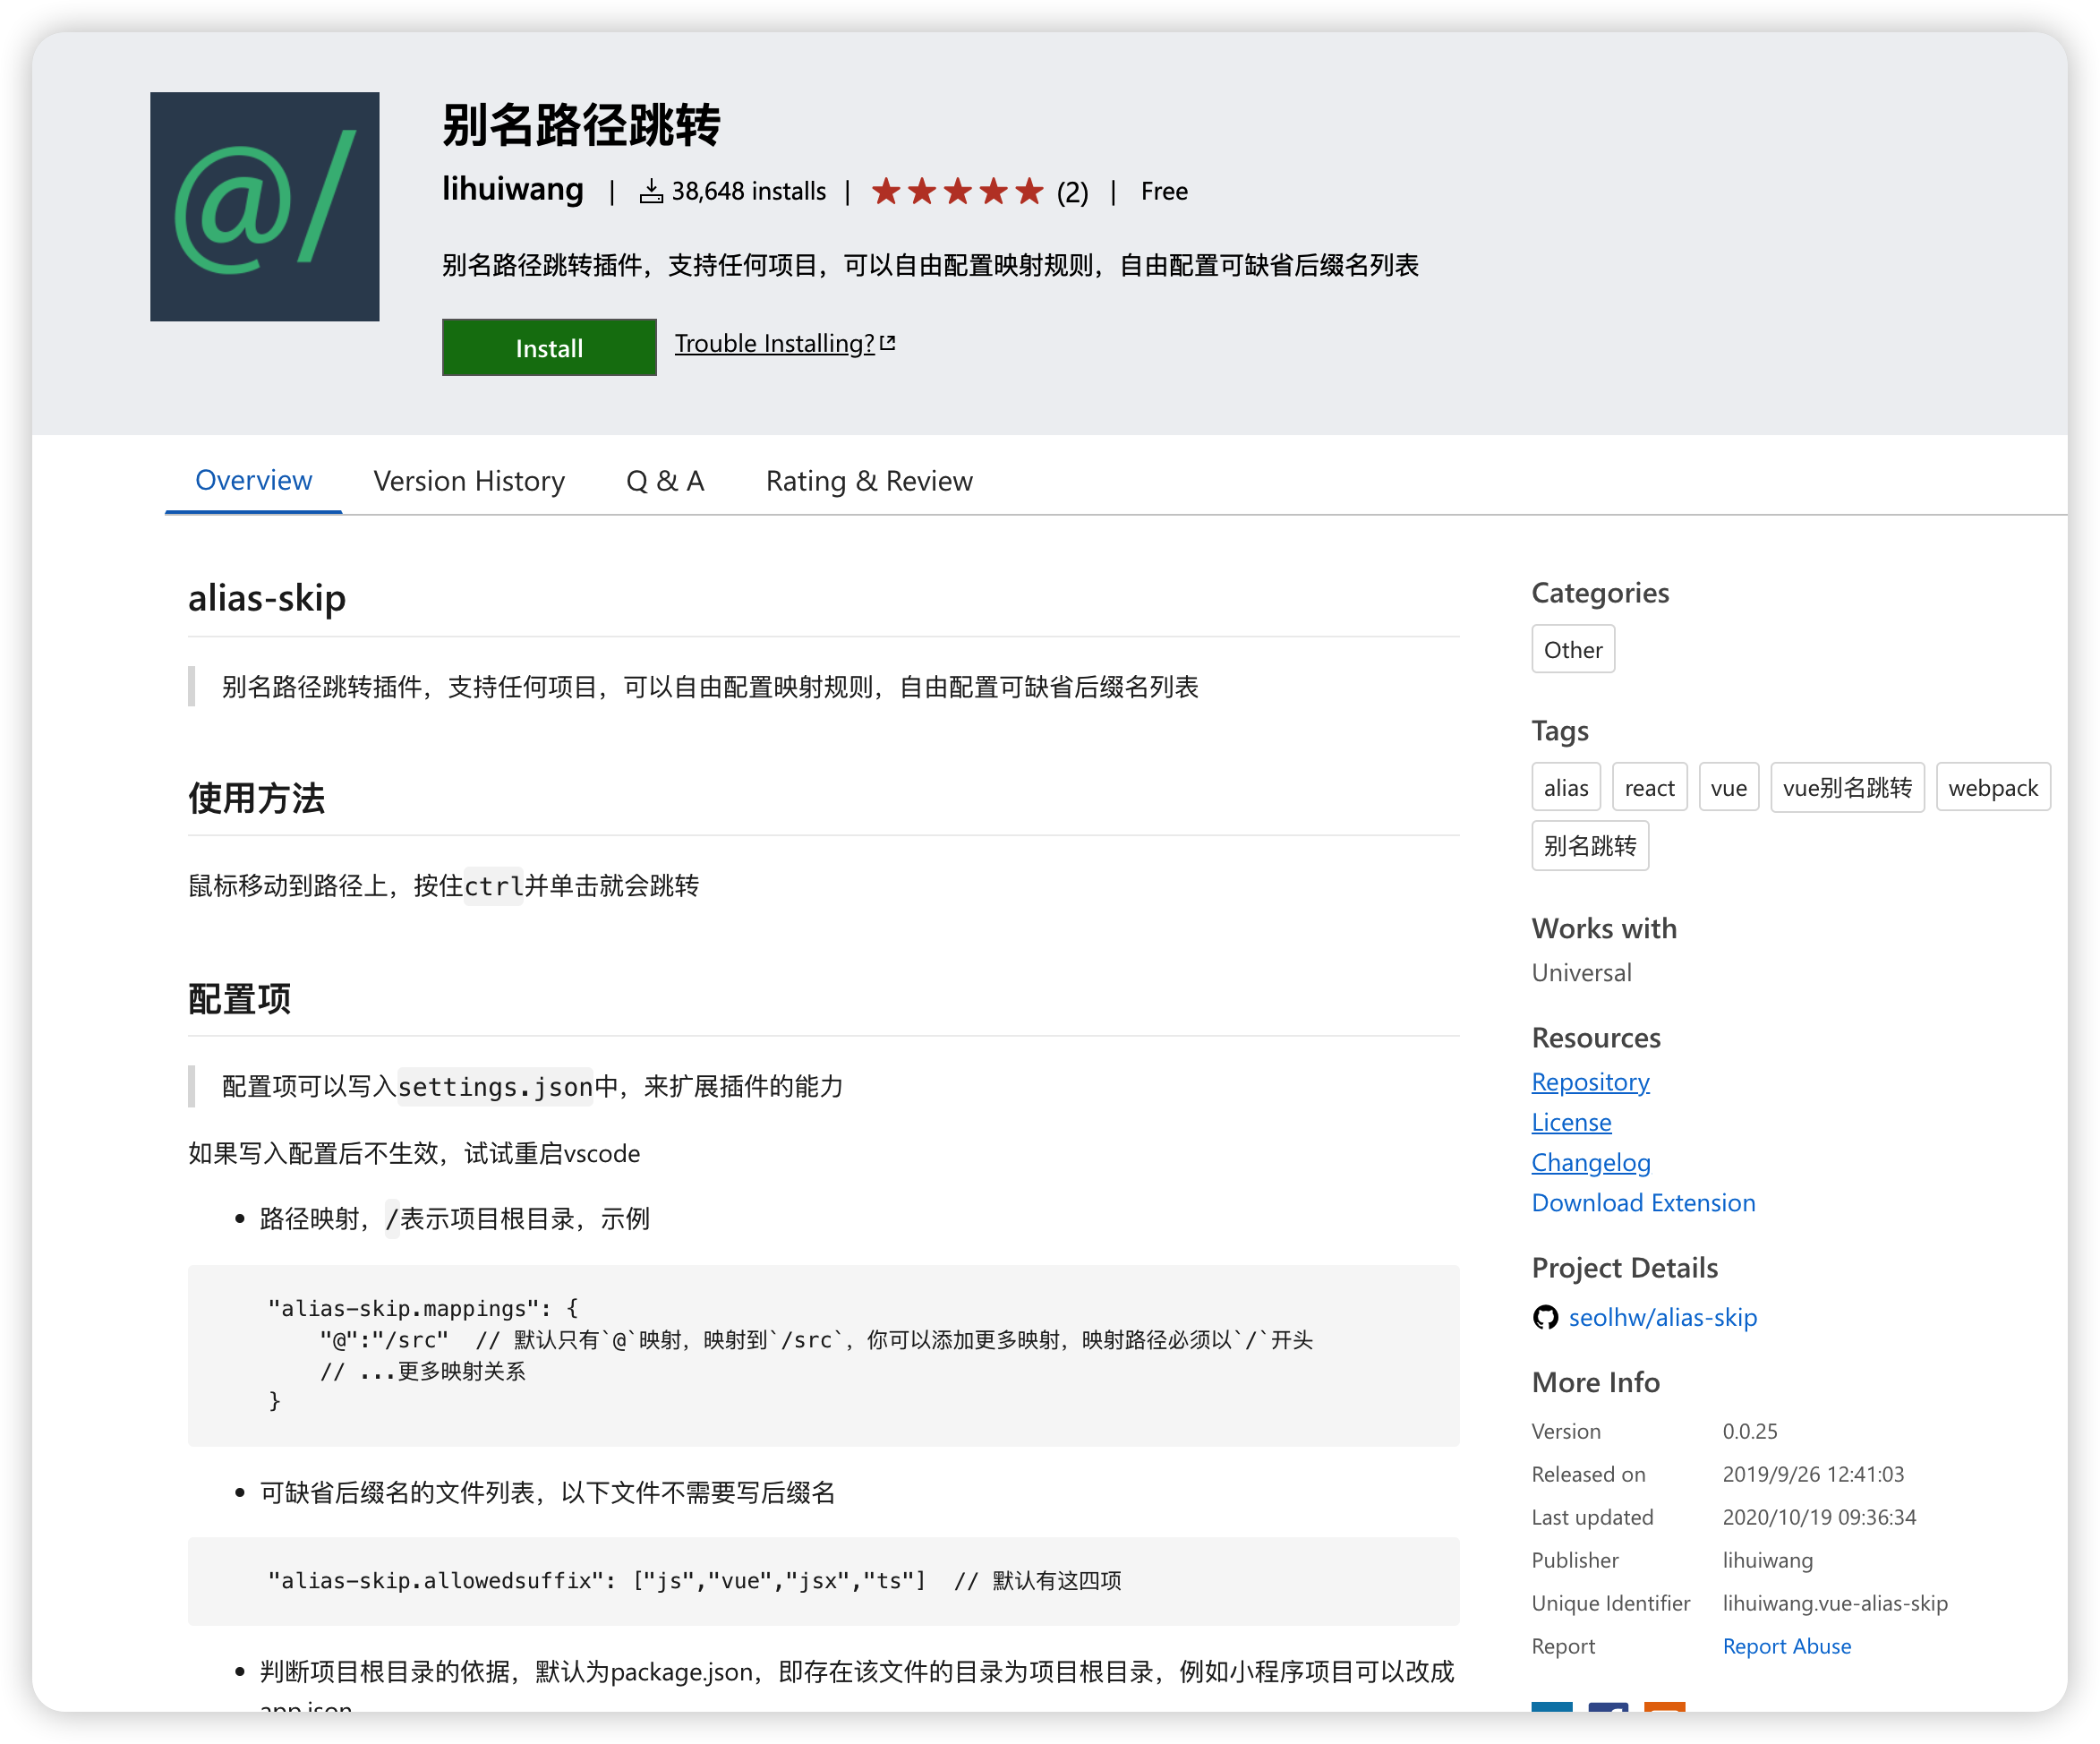 @/
别名路径跳转
lihuiwang | 38,648 installs | (2) | Free
别名路径跳转插件，支持任何项目，可以自由配置映射规则，自由配置可缺省后缀名列表
Install Trouble Installing?
Overview Version History Q & A Rating & Review
alias-skip
别名路径跳转插件，支持任何项目，可以自由配置映射规则，自由配置可缺省后缀名列表
使用方法
鼠标移动到路径上，按住ctrl并单击就会跳转
配置项
配置项可以写入settings.json中，来扩展插件的能力
如果写入配置后不生效，试试重启vscode
• 路径映射，/表示项目根目录，示例
"alias-skip.mappings": {
"@":"/src"  // 默认只有`@`映射，映射到`/src`，你可以添加更多映射，映射路径必须以`/`开头
// ...更多映射关系
}
• 可缺省后缀名的文件列表，以下文件不需要写后缀名
"alias-skip.allowedsuffix": ["js","vue","jsx","ts"]  // 默认有这四项
• 判断项目根目录的依据，默认为package.json，即存在该文件的目录为项目根目录，例如小程序项目可以改成
app.json
Categories
Other
Tags
alias react vue vue别名跳转 webpack
别名跳转
Works with
Universal
Resources
Repository
License
Changelog
Download Extension
Project Details
seolhw/alias-skip
More Info
Version 0.0.25
Released on 2019/9/26 12:41:03
Last updated 2020/10/19 09:36:34
Publisher lihuiwang
Unique Identifier lihuiwang.vue-alias-skip
Report Report Abuse